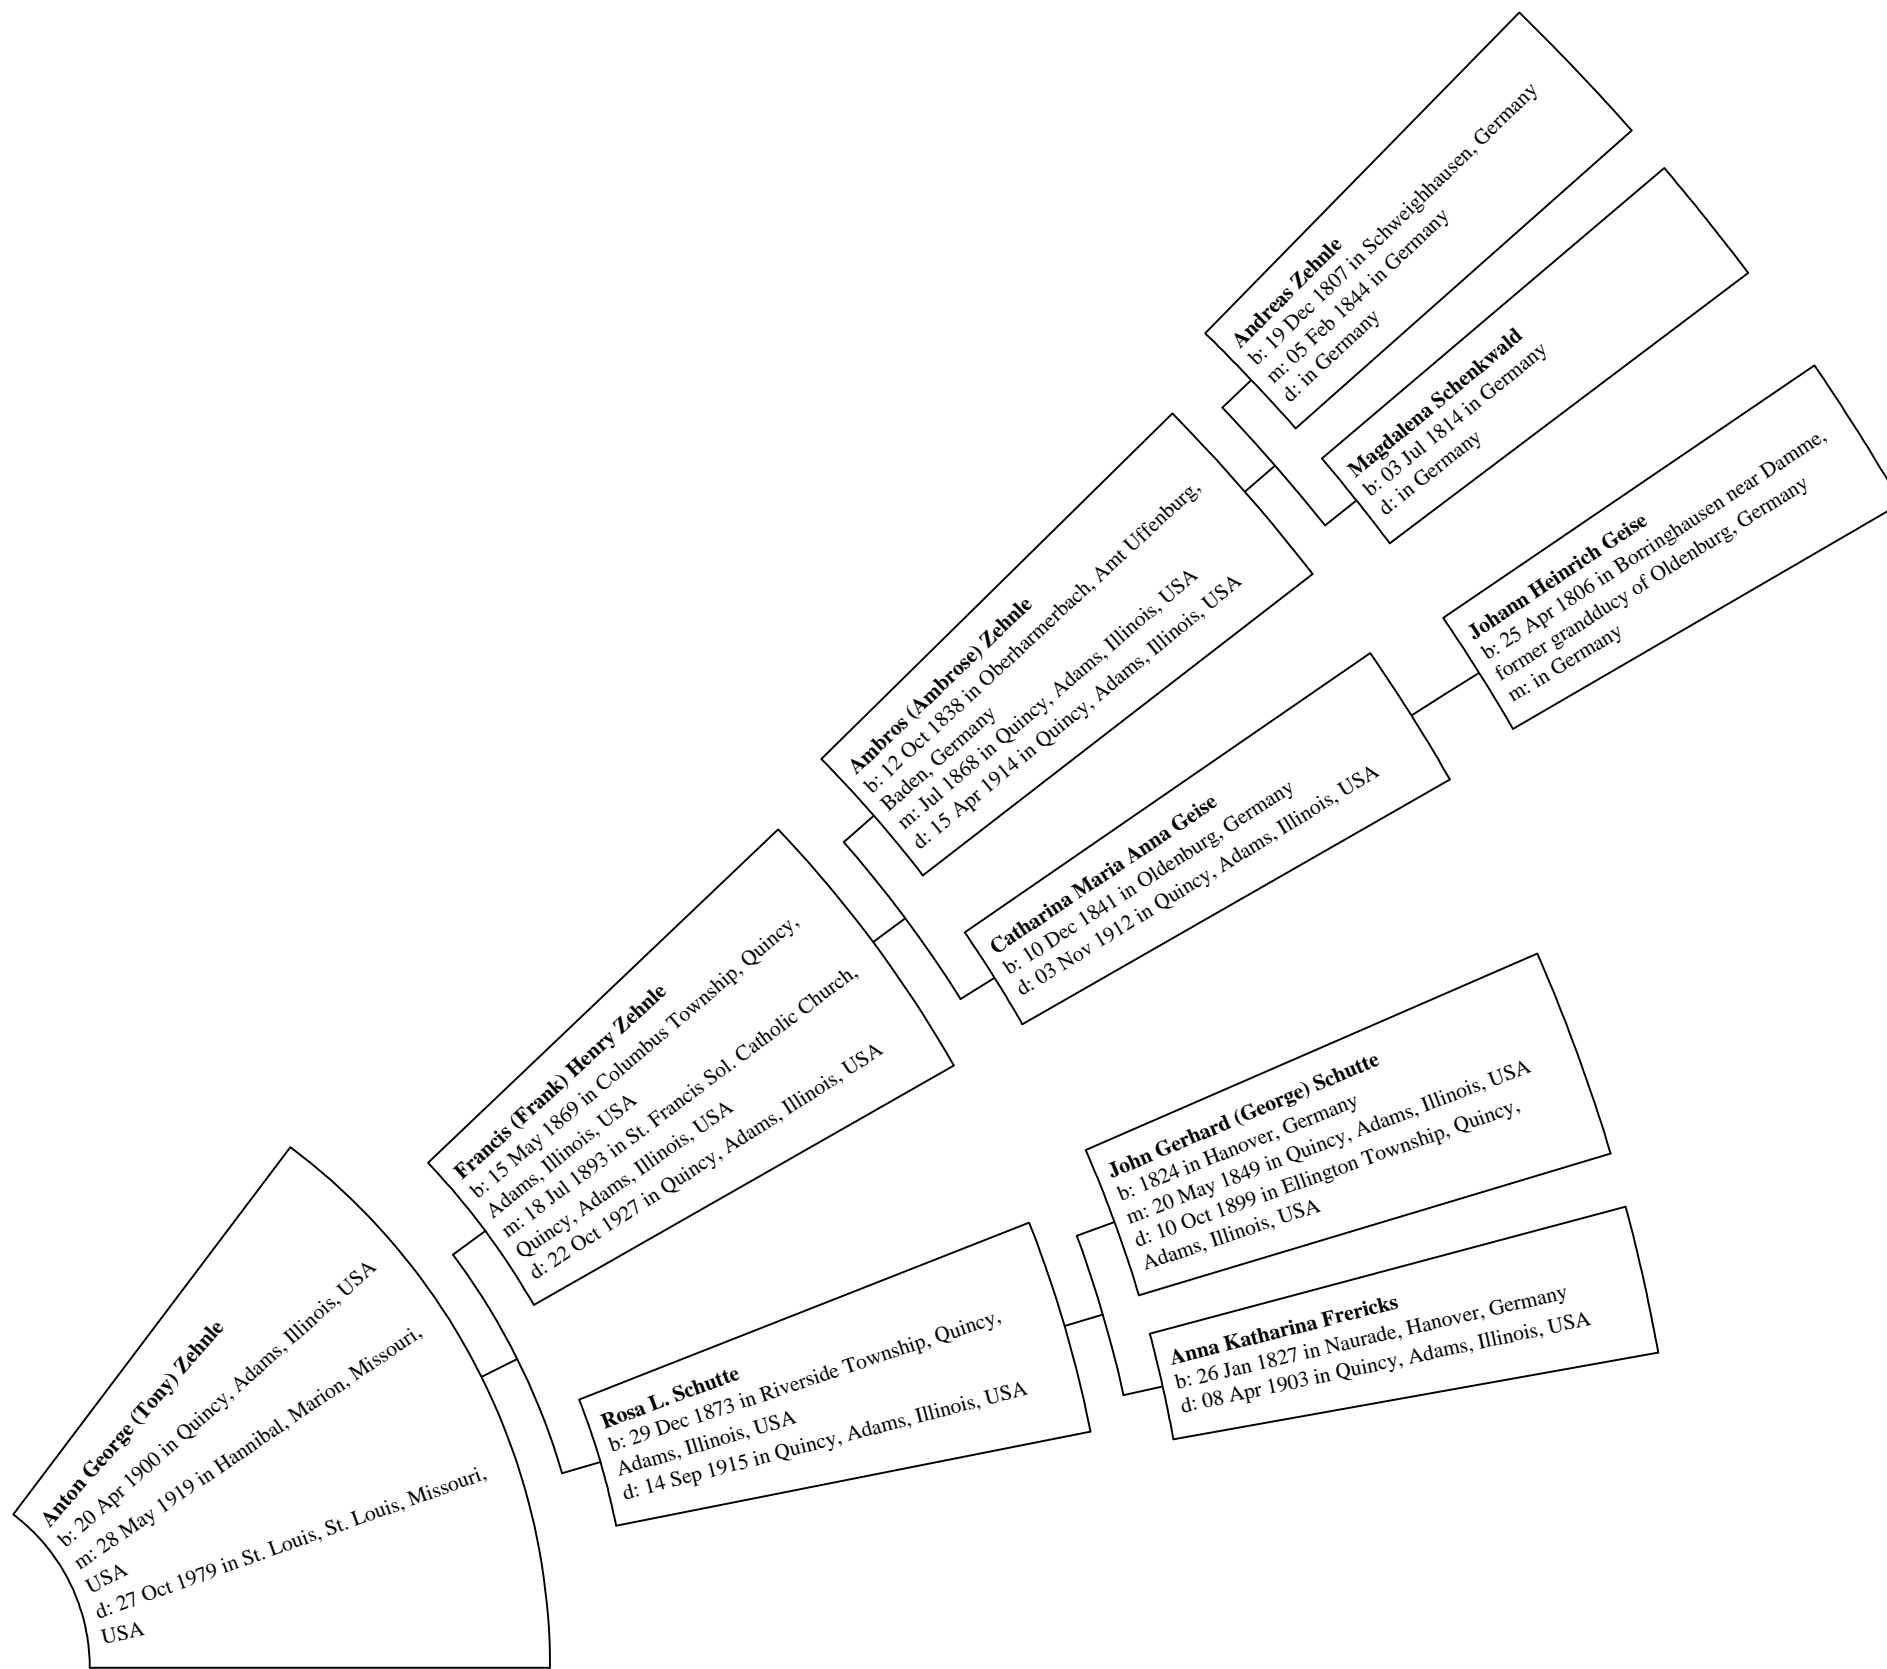 Andreas Zehnle
b: 19 Dec 1807 in Schweighhausen, Germany
m: 05 Feb 1844 in Germany
d: in Germany
Magdalena Schenkwald
b: 03 Jul 1814 in Germany
d: in Germany
Johann Heinrich Geise
b: 25 Apr 1806 in Borringhausen near Damme,
former grandducy of Oldenburg, Germany
m: in Germany
Ambros (Ambrose) Zehnle
b: 12 Oct 1838 in Oberharmerbach, Amt Uffenburg,
Baden, Germany
m: Jul 1868 in Quincy, Adams, Illinois, USA
d: 15 Apr 1914 in Quincy, Adams, Illinois, USA
Catharina Maria Anna Geise
b: 10 Dec 1841 in Oldenburg, Germany
d: 03 Nov 1912 in Quincy, Adams, Illinois, USA
Francis (Frank) Henry Zehnle
b: 15 May 1869 in Columbus Township, Quincy,
Adams, Illinois, USA
m: 18 Jul 1893 in St. Francis Sol. Catholic Church,
Quincy, Adams, Illinois, USA
d: 22 Oct 1927 in Quincy, Adams, Illinois, USA
John Gerhard (George) Schutte
b: 1824 in Hanover, Germany
m: 20 May 1849 in Quincy, Adams, Illinois, USA
d: 10 Oct 1899 in Ellington Township, Quincy,
Adams, Illinois, USA
Anna Katharina Frericks
b: 26 Jan 1827 in Naurade, Hanover, Germany
d: 08 Apr 1903 in Quincy, Adams, Illinois, USA
Rosa L. Schutte
b: 29 Dec 1873 in Riverside Township, Quincy,
Adams, Illinois, USA
d: 14 Sep 1915 in Quincy, Adams, Illinois, USA
Anton George (Tony) Zehnle
b: 20 Apr 1900 in Quincy, Adams, Illinois, USA
m: 28 May 1919 in Hannibal, Marion, Missouri,
USA
d: 27 Oct 1979 in St. Louis, St. Louis, Missouri,
USA